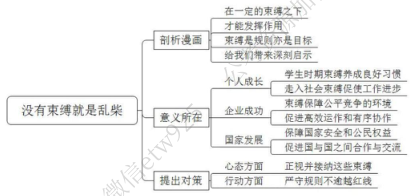 没有束缚就是乱柴
剖析漫画
在一定的束缚之下
才能发挥作用
束缚是规则亦是目标
给我们带来深刻启示
意义所在
个人成长
学生时期束缚养成良好习惯
走入社会束缚促使工作进步
企业成功
束缚保障公平竞争的环境
促进高效运作和有序协作
国家发展
保障国家安全和公民权益
促进国与国之间合作与交流
提出对策
心态方面
正视并接纳这些束缚
行动方面
严守规则不逾越红线